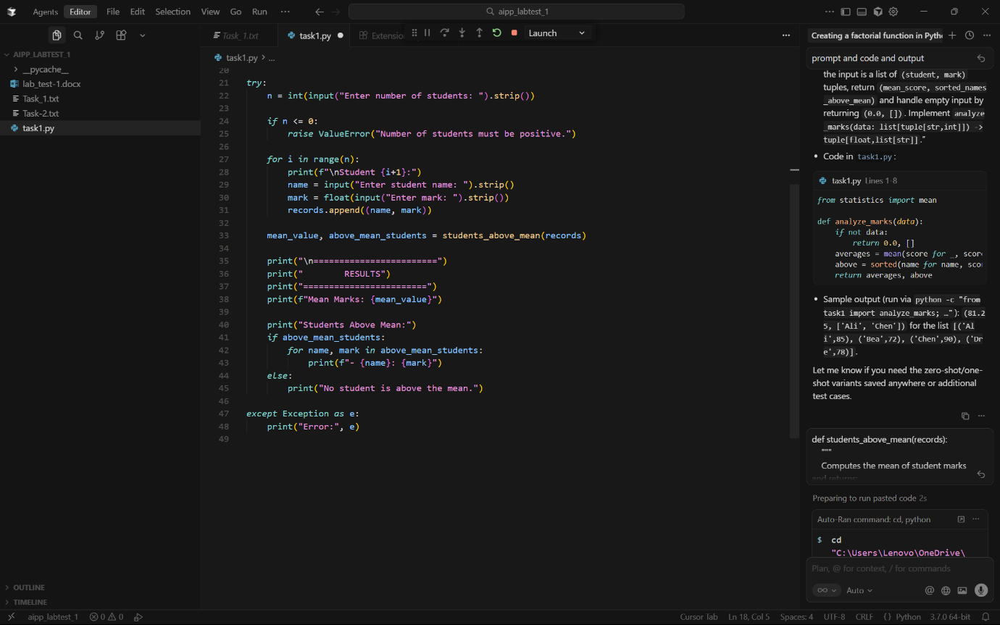 Agents Editor File Edit Selection View Go Run ··· aipp_labtest_1
Task_1.txt task1.py Extensio Launch
AIPP_LABTEST_1
__pycache__
lab_test-1.docx
Task_1.txt
Task-2.txt
task1.py
OUTLINE
TIMELINE
task1.py > ...
20
21 try:
22     n = int(input("Enter number of students: ").strip())
23
24     if n <= 0:
25         raise ValueError("Number of students must be positive.")
26
27     for i in range(n):
28         print(f"\nStudent {i+1}:")
29         name = input("Enter student name: ").strip()
30         mark = float(input("Enter mark: ").strip())
31         records.append((name, mark))
32
33     mean_value, above_mean_students = students_above_mean(records)
34
35     print("\n========================")
36     print("        RESULTS")
37     print("========================")
38     print(f"Mean Marks: {mean_value}")
39
40     print("Students Above Mean:")
41     if above_mean_students:
42         for name, mark in above_mean_students:
43             print(f"- {name}: {mark}")
44     else:
45         print("No student is above the mean.")
46
47 except Exception as e:
48     print("Error:", e)
49
Creating a factorial function in Pytho
prompt and code and output
the input is a list of (student, mark)
tuples, return (mean_score, sorted_names
_above_mean) and handle empty input by
returning (0.0, []). Implement analyze
_marks(data: list[tuple[str,int]]) ->
tuple[float,list[str]]."
• Code in task1.py:
task1.py Lines 1-8
from statistics import mean
def analyze_marks(data):
    if not data:
        return 0.0, []
    averages = mean(score for _, score
    above = sorted(name for name, sco
    return averages, above
• Sample output (run via python -c "from
task1 import analyze_marks; …"): (81.2
5, ['Ali', 'Chen']) for the list [('Al
i',85), ('Bea',72), ('Chen',90), ('Dr
e',78)].
Let me know if you need the zero-shot/one-
shot variants saved anywhere or additional
test cases.
def students_above_mean(records):
"""
Computes the mean of student marks
and returns:
Preparing to run pasted code 2s
Auto-Ran command: cd, python
$ cd
"C:\Users\Lenovo\OneDrive\
Plan, @ for context, / for commands
Auto
aipp_labtest_1 0 0 Cursor Tab Ln 18, Col 5 Spaces: 4 UTF-8 CRLF {} Python 3.7.0 64-bit